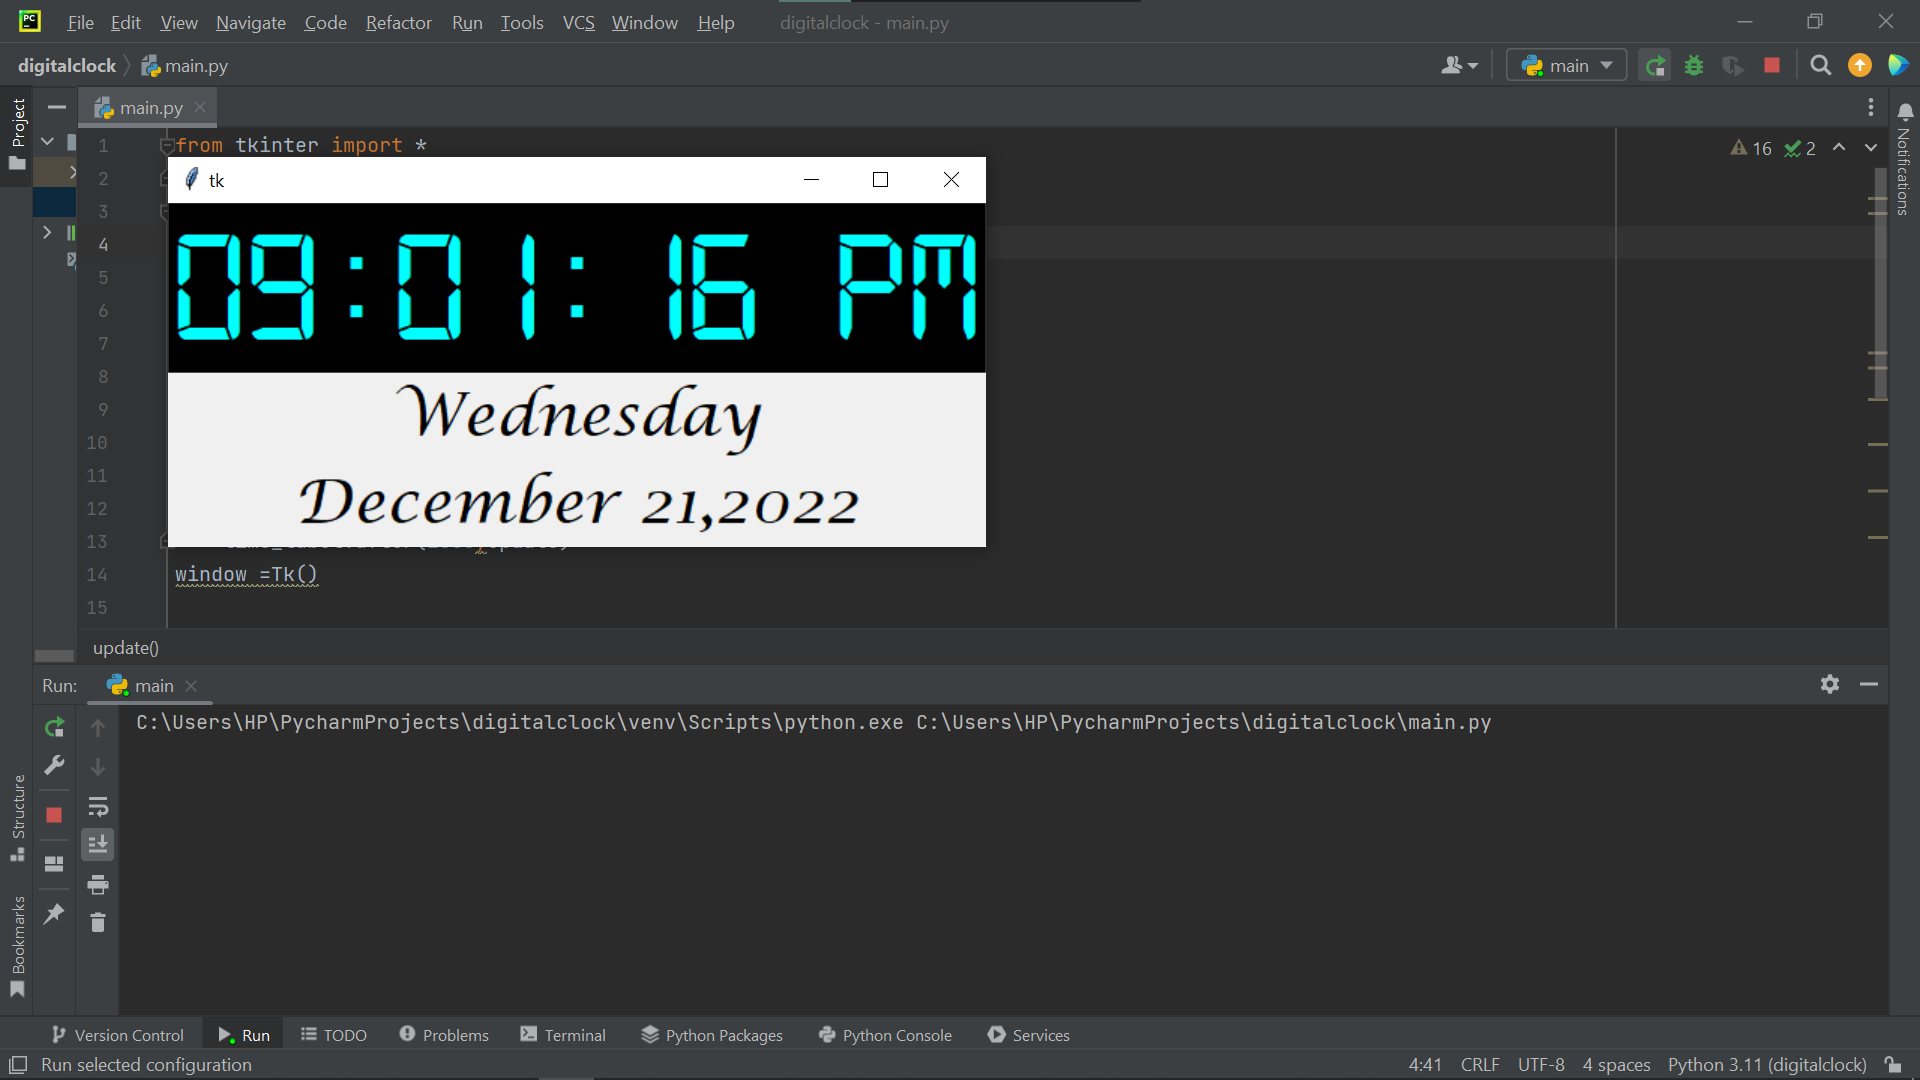 PC File Edit View Navigate Code Refactor Run Tools VCS Window Help digitalclock - main.py
digitalclock main.py main
Project
main.py
Notifications
1 from tkinter import *
16 2
2
tk
3
4
5
6
7
8
9
10
11
12
13
14 window =Tk()
15
09:01:16 PM
Wednesday
December 21,2022
update()
Run: main
C:\Users\HP\PycharmProjects\digitalclock\venv\Scripts\python.exe C:\Users\HP\PycharmProjects\digitalclock\main.py
Structure
Bookmarks
Version Control Run TODO Problems Terminal Python Packages Python Console Services
Run selected configuration 4:41 CRLF UTF-8 4 spaces Python 3.11 (digitalclock)